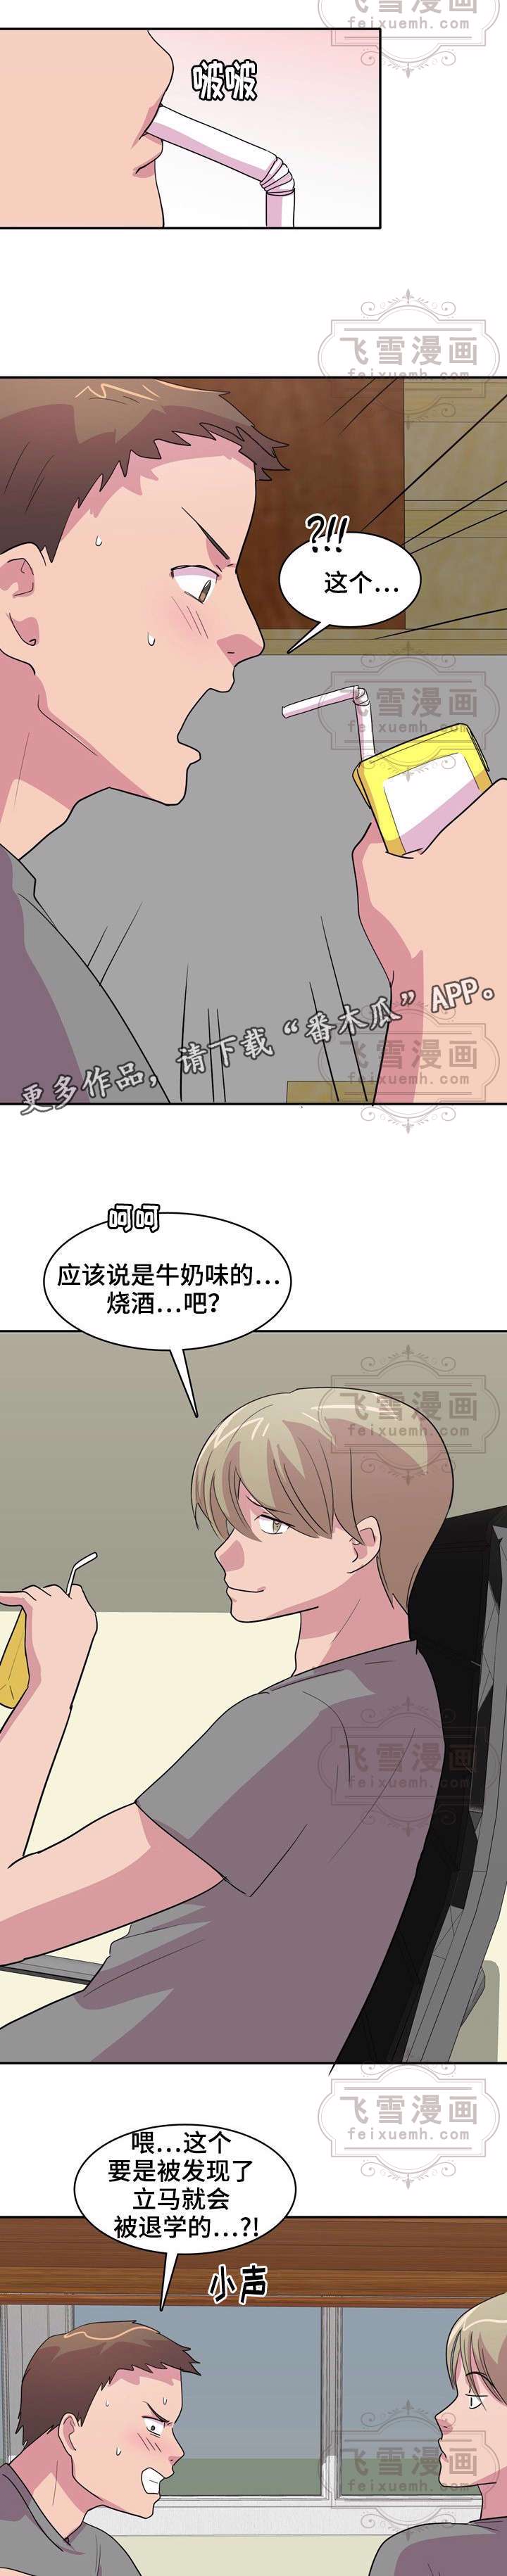 飞雪漫画
feixuemh.com
啵啵
飞雪漫画
feixuemh.com
?!!
这个...
飞雪漫画
feixuemh.com
更多作品，请下载“番木瓜”APP。
飞雪漫画
feixuemh.com
呵呵
应该说是牛奶味的...
烧酒...吧?
飞雪漫画
feixuemh.com
飞雪漫画
feixuemh.com
飞雪漫画
feixuemh.com
喂...这个
要是被发现了
立马就会
被退学的...?!
小声
飞雪漫画
feixuemh.com